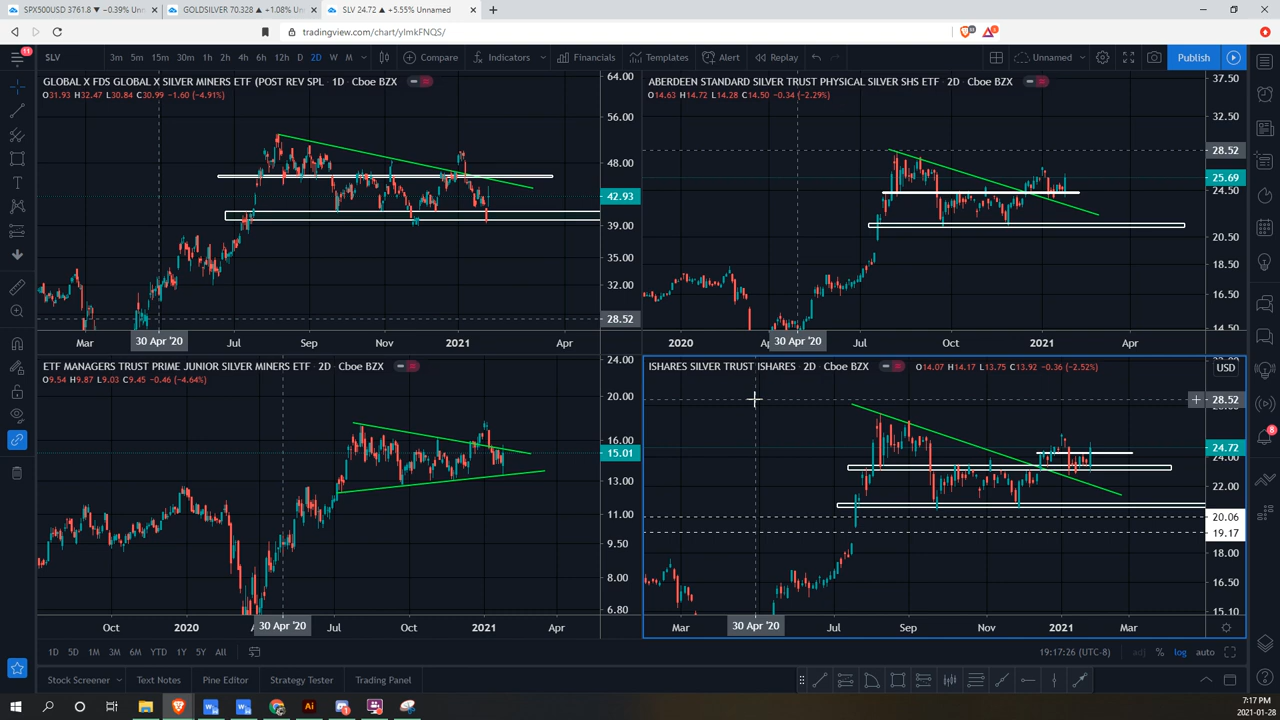 SPX500USD 3761.8 ▼ −0.39% Unnamed
GOLDSILVER 70.328 ▲ +1.08% Unnamed
SLV 24.72 ▲ +5.55% Unnamed
tradingview.com/chart/yImkFNQS/
11
SLV
3m 5m 15m 30m 1h 2h 4h 6h 12h D 2D W M
Compare
Indicators
Financials
Templates
Alert
Replay
Unnamed
Publish
GLOBAL X FDS GLOBAL X SILVER MINERS ETF (POST REV SPL · 1D · Cboe BZX
O31.93 H32.47 L30.84 C30.99 −1.60 (−4.91%)
64.00
56.00
48.00
42.93
39.00
35.00
32.00
28.52
Mar 30 Apr '20 Jul Sep Nov 2021 Apr
ABERDEEN STANDARD SILVER TRUST PHYSICAL SILVER SHS ETF · 2D · Cboe BZX
O14.63 H14.72 L14.28 C14.50 −0.34 (−2.29%)
37.50
32.50
28.52
25.69
24.50
20.50
18.50
16.50
14.50
2020 30 Apr '20 Jul Oct 2021 Apr
ETF MANAGERS TRUST PRIME JUNIOR SILVER MINERS ETF · 2D · Cboe BZX
O9.54 H9.87 L9.03 C9.45 −0.46 (−4.64%)
24.00
20.00
16.00
15.01
13.00
11.00
9.50
8.00
6.80
Oct 2020 30 Apr '20 Jul Oct 2021 Apr
ISHARES SILVER TRUST ISHARES · 2D · Cboe BZX
O14.07 H14.17 L13.75 C13.92 −0.36 (−2.52%)
USD
28.52
24.72
24.00
22.00
20.06
19.17
18.00
16.50
15.10
Mar 30 Apr '20 Jul Sep Nov 2021 Mar
8
1D 5D 1M 3M 6M YTD 1Y 5Y All
19:17:26 (UTC-8)
adj % log auto
Stock Screener
Text Notes
Pine Editor
Strategy Tester
Trading Panel
7:17 PM
2021-01-28